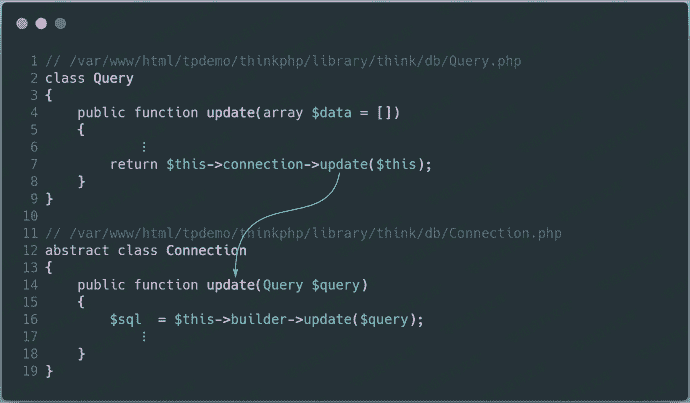 1 // /var/www/html/tpdemo/thinkphp/library/think/db/Query.php
2 class Query
3 {
4     public function update(array $data = [])
5     {
6         ⋮
7         return $this->connection->update($this);
8     }
9 }
10
11 // /var/www/html/tpdemo/thinkphp/library/think/db/Connection.php
12 abstract class Connection
13 {
14     public function update(Query $query)
15     {
16         $sql  = $this->builder->update($query);
17         ⋮
18     }
19 }